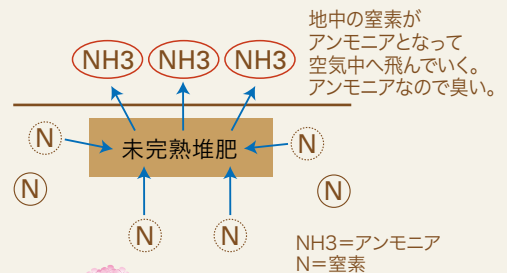 地中の窒素が
アンモニアとなって
空気中へ飛んでいく。
アンモニアなので臭い。
NH3 NH3 NH3
未完熟堆肥
N N
N N
N N
NH3＝アンモニア
N＝窒素